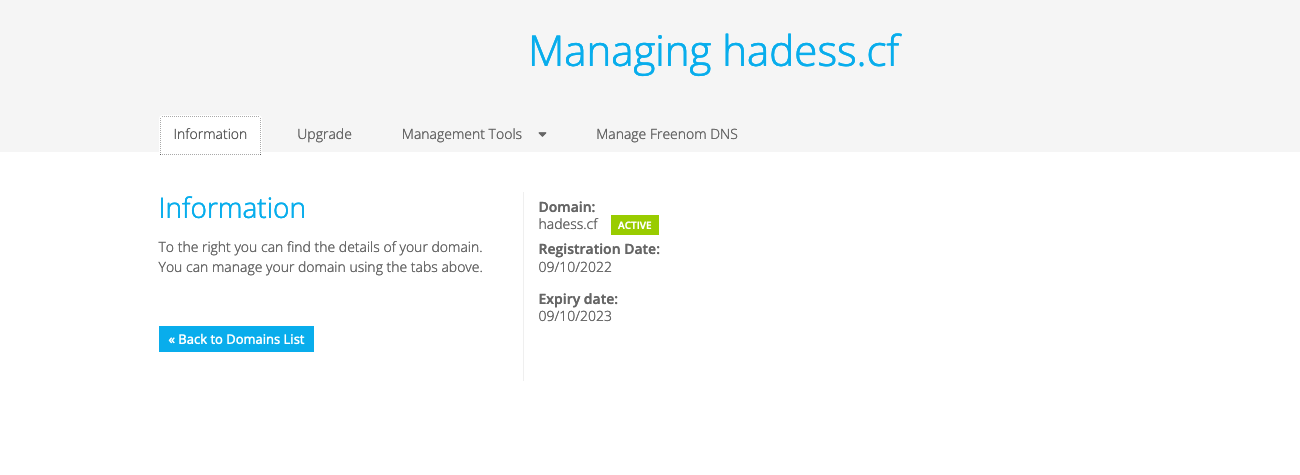 Managing hadess.cf
Information
Upgrade
Management Tools
Manage Freenom DNS
Information
To the right you can find the details of your domain.
You can manage your domain using the tabs above.
« Back to Domains List
Domain:
hadess.cf ACTIVE
Registration Date:
09/10/2022
Expiry date:
09/10/2023